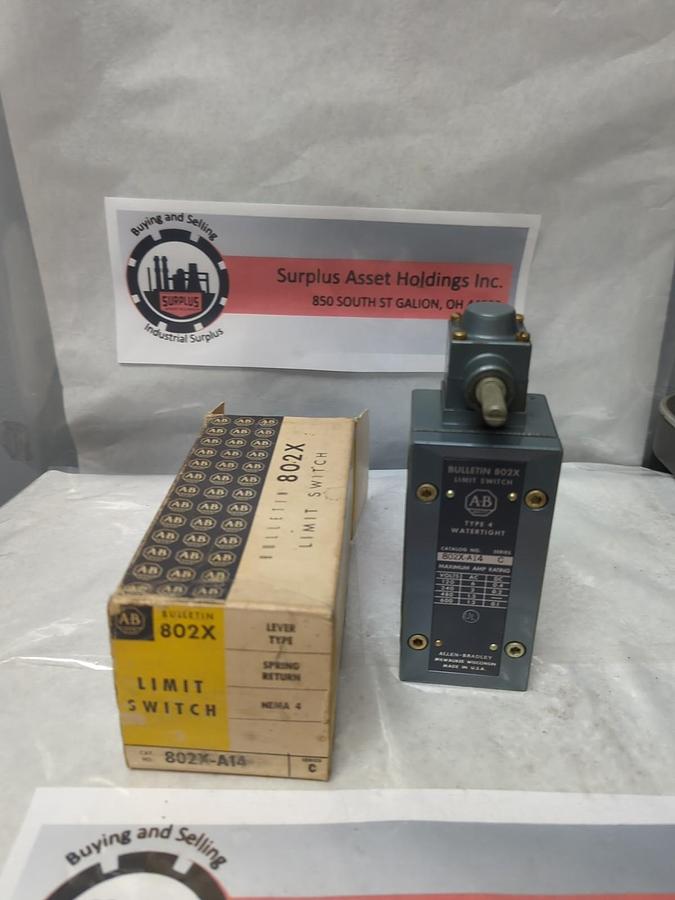 Buying and Selling
SURPLUS
Industrial Surplus
Surplus Asset Holdings Inc.
850 SOUTH ST GALION, OH
BULLETIN 802X
LIMIT SWITCH
AB
BULLETIN
802X
LIMIT
SWITCH
LEVER
TYPE
SPRING
RETURN
NEMA 4
CAT.
NO.
802X-A14
SERIES
C
BULLETIN 802X
LIMIT SWITCH
A-B
TYPE 4
WATERTIGHT
CATALOG NO. SERIES
802X-A14 C
MAXIMUM AMP RATING
VOLTS AC DC
ALLEN-BRADLEY
MILWAUKEE WISCONSIN
MADE IN U.S.A.
Buying and Selling